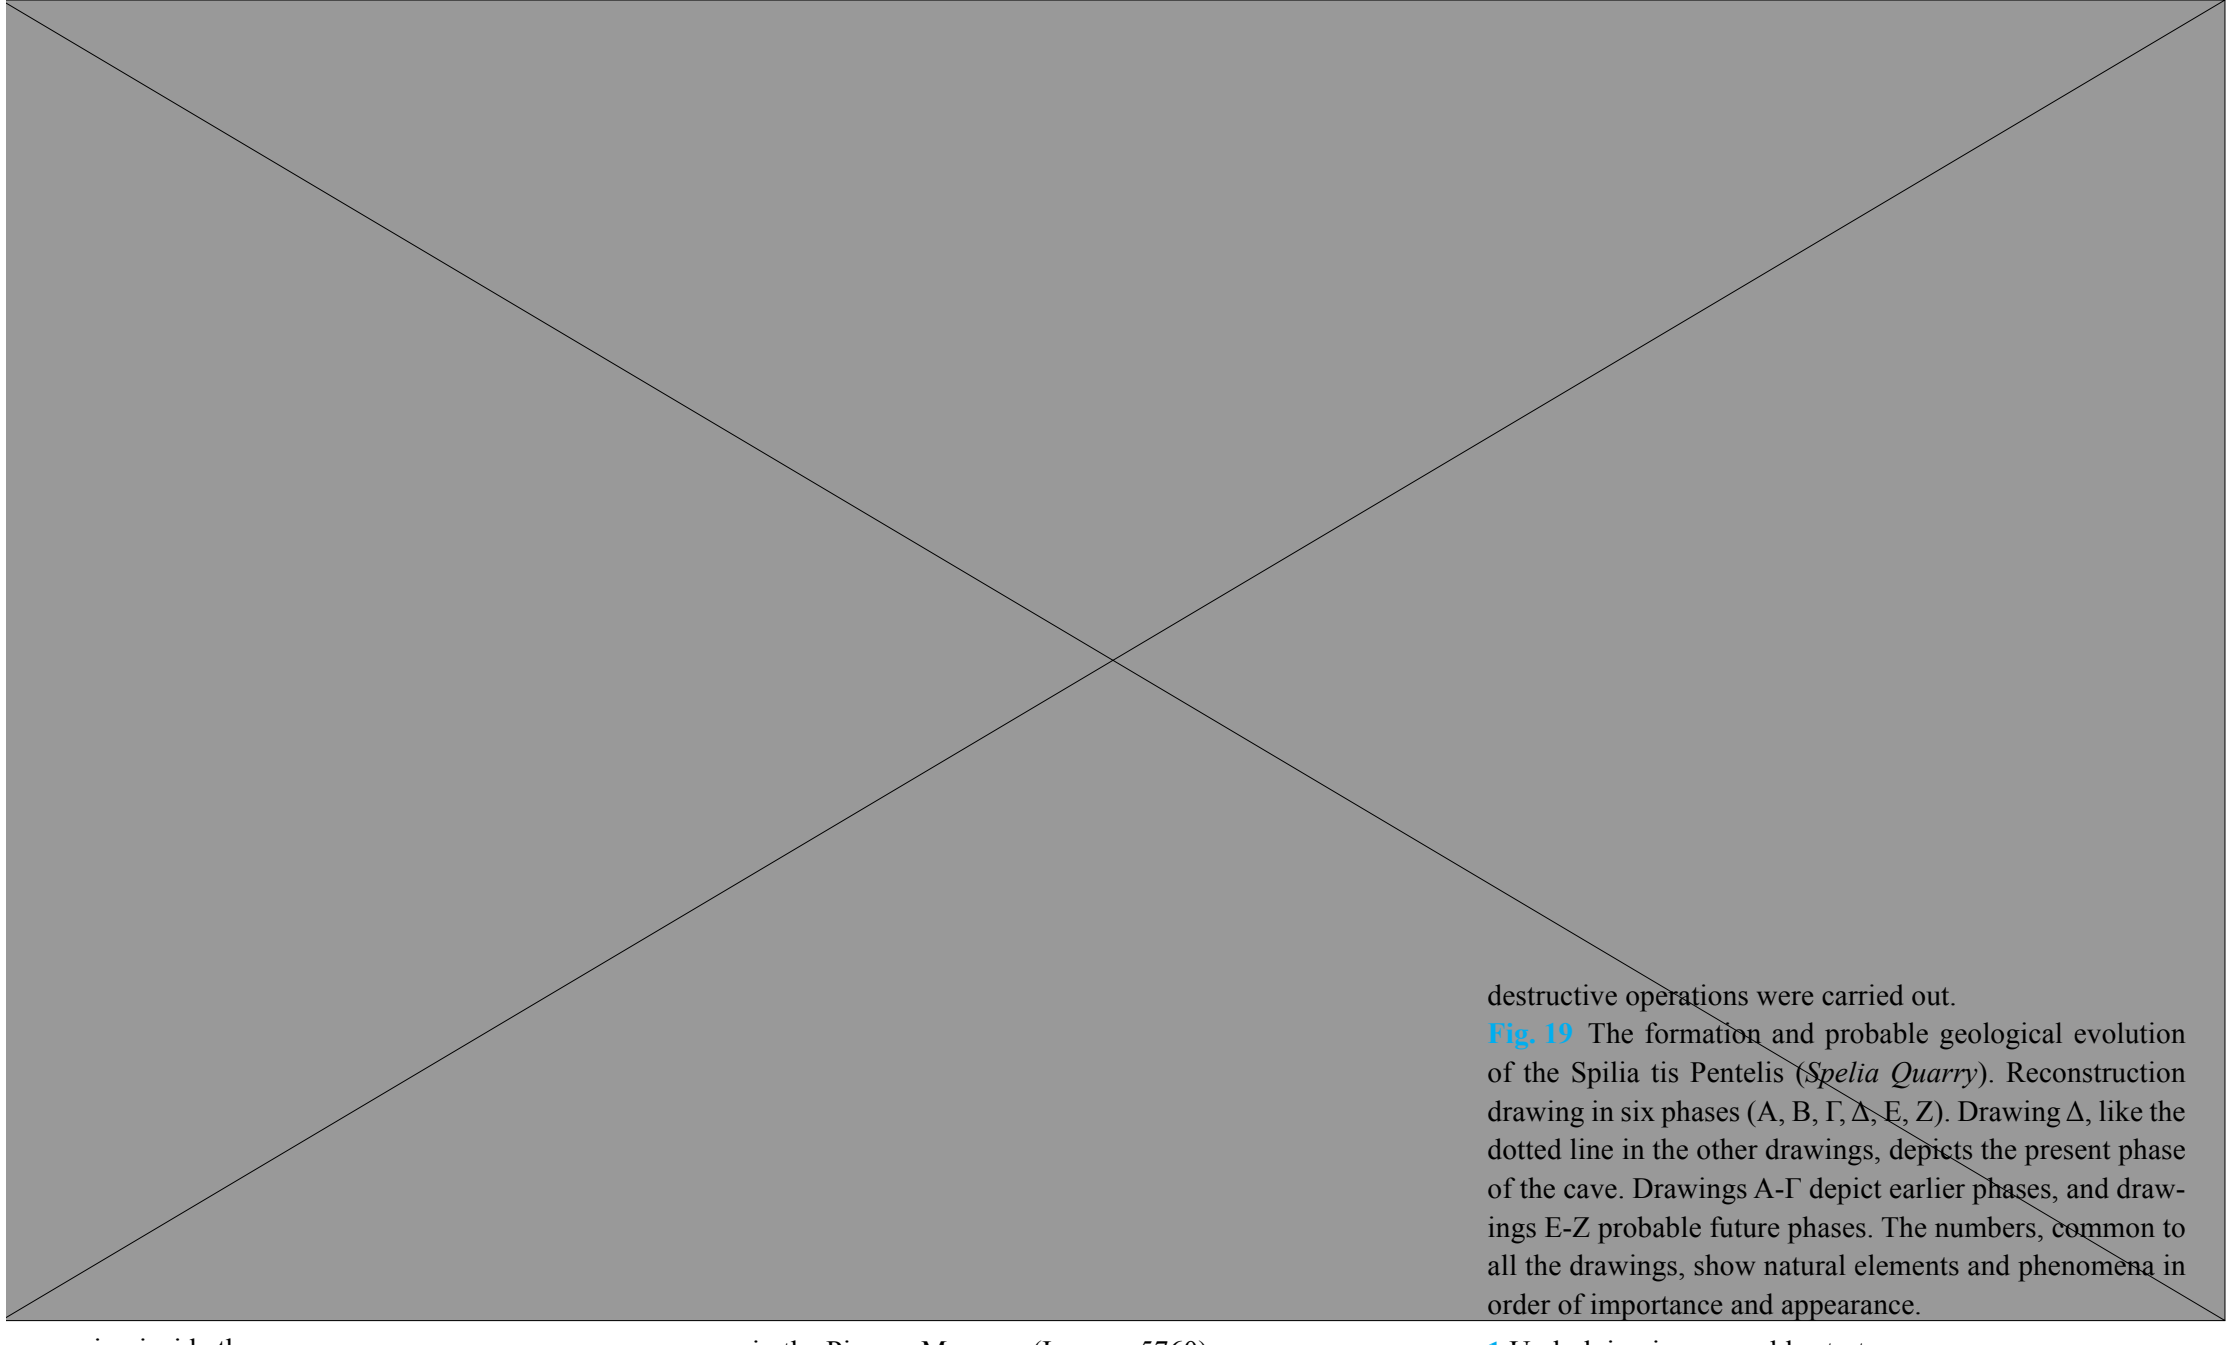 destructive operations were carried out.
Fig. 19 The formation and probable geological evolution
of the Spilia tis Pentelis (Spelia Quarry). Reconstruction
drawing in six phases (Α, Β, Γ, Δ, Ε, Ζ). Drawing Δ, like the
dotted line in the other drawings, depicts the present phase
of the cave. Drawings Α-Γ depict earlier phases, and draw-
ings Ε-Ζ probable future phases. The numbers, common to
all the drawings, show natural elements and phenomena in
order of importance and appearance.